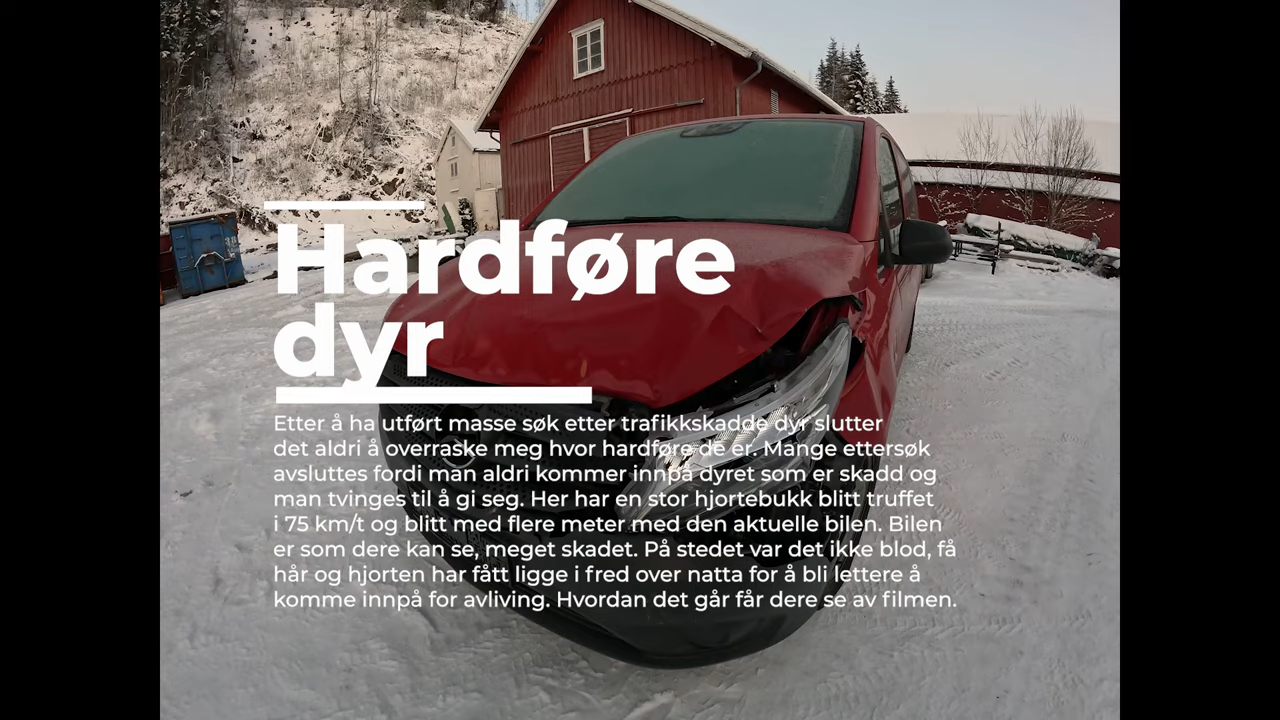 Hardføre
dyr
Etter å ha utført masse søk etter trafikkskadde dyr slutter
det aldri å overraske meg hvor hardføre de er. Mange ettersøk
avsluttes fordi man aldri kommer innpå dyret som er skadd og
man tvinges til å gi seg. Her har en stor hjortebukk blitt truffet
i 75 km/t og blitt med flere meter med den aktuelle bilen. Bilen
er som dere kan se, meget skadet. På stedet var det ikke blod, få
hår og hjorten har fått ligge i fred over natta for å bli lettere å
komme innpå for avliving. Hvordan det går får dere se av filmen.